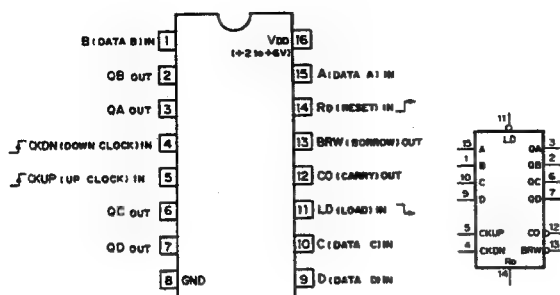 B (DATA B) IN 1
QB OUT 2
QA OUT 3
CKDN (DOWN CLOCK) IN 4
CKUP (UP CLOCK) IN 5
QC OUT 6
QD OUT 7
8 GND
VDD 16
(+2 to +6V)
15 A (DATA A) IN
14 RD (RESET) IN
13 BRW (BORROW) OUT
12 CO (CARRY) OUT
11 LD (LOAD) IN
10 C (DATA C) IN
9 D (DATA D) IN
11
LD
15 A QA 3
1 B QB 2
10 C QC 6
9 D QD 7
5 CKUP CO 12
4 CKDN BRW 13
RD
14